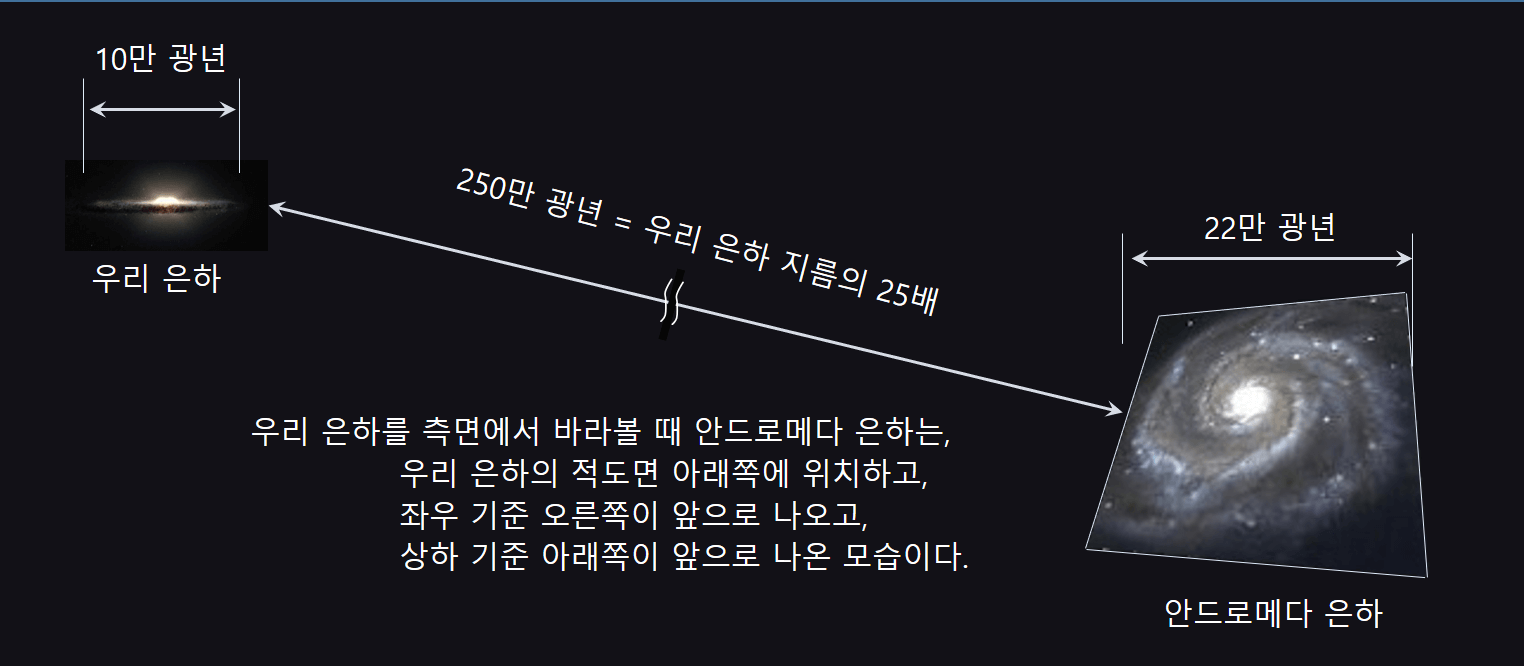 10만 광년
우리 은하
250만 광년 = 우리 은하 지름의 25배
22만 광년
우리 은하를 측면에서 바라볼 때 안드로메다 은하는,
우리 은하의 적도면 아래쪽에 위치하고,
좌우 기준 오른쪽이 앞으로 나오고,
상하 기준 아래쪽이 앞으로 나온 모습이다.
안드로메다 은하